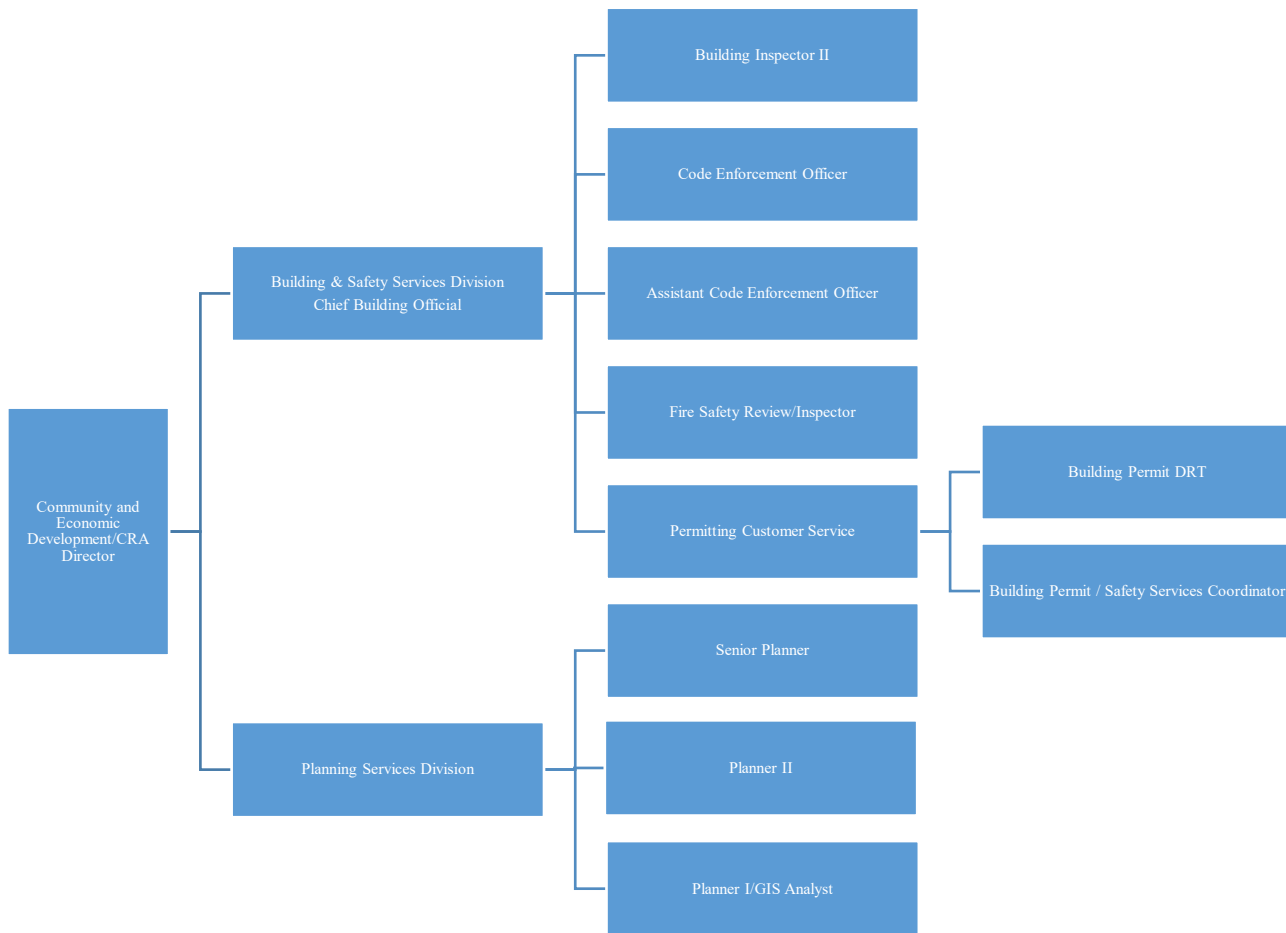 Building Inspector II
Code Enforcement Officer
Building & Safety Services Division
Chief Building Official
Assistant Code Enforcement Officer
Fire Safety Review/Inspector
Community and
Economic
Development/CRA
Director
Permitting Customer Service
Building Permit DRT
Building Permit / Safety Services Coordinator
Senior Planner
Planning Services Division
Planner II
Planner I/GIS Analyst